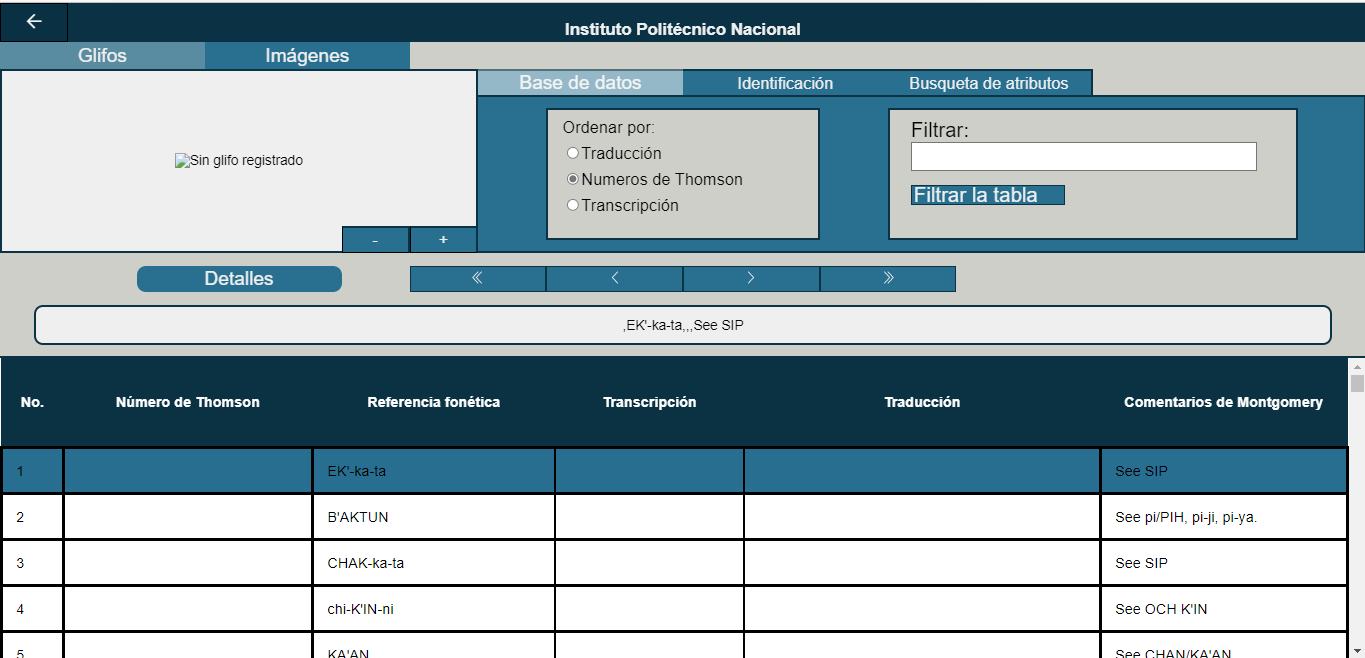 Instituto Politécnico Nacional
Glifos Imágenes
Base de datos Identificación Busqueta de atributos
Sin glifo registrado
Ordenar por:
Traducción
Numeros de Thomson
Transcripción
Filtrar:
Filtrar la tabla
- +
Detalles « < > »
,EK'-ka-ta,,,See SIP
No. Número de Thomson Referencia fonética Transcripción Traducción Comentarios de Montgomery
1 EK'-ka-ta See SIP
2 B'AKTUN See pi/PIH, pi-ji, pi-ya.
3 CHAK-ka-ta See SIP
4 chi-K'IN-ni See OCH K'IN
5 KA'AN See CHAN/KA'AN